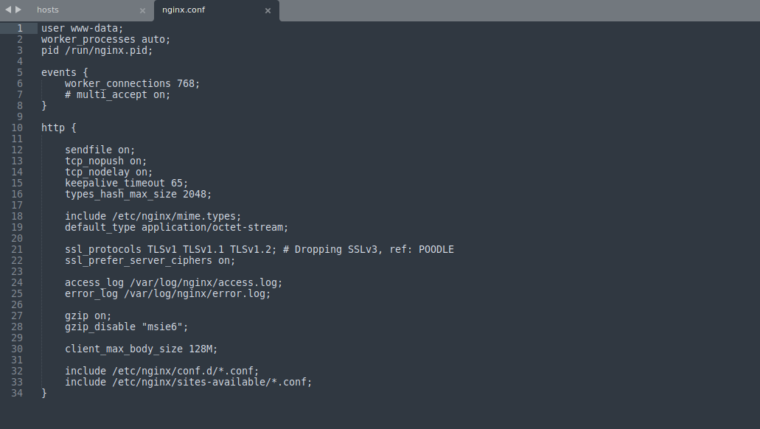 hosts × nginx.conf ×
1 user www-data;
2 worker_processes auto;
3 pid /run/nginx.pid;
4
5 events {
6     worker_connections 768;
7     # multi_accept on;
8 }
9
10 http {
11
12     sendfile on;
13     tcp_nopush on;
14     tcp_nodelay on;
15     keepalive_timeout 65;
16     types_hash_max_size 2048;
17
18     include /etc/nginx/mime.types;
19     default_type application/octet-stream;
20
21     ssl_protocols TLSv1 TLSv1.1 TLSv1.2; # Dropping SSLv3, ref: POODLE
22     ssl_prefer_server_ciphers on;
23
24     access_log /var/log/nginx/access.log;
25     error_log /var/log/nginx/error.log;
26
27     gzip on;
28     gzip_disable "msie6";
29
30     client_max_body_size 128M;
31
32     include /etc/nginx/conf.d/*.conf;
33     include /etc/nginx/sites-available/*.conf;
34 }